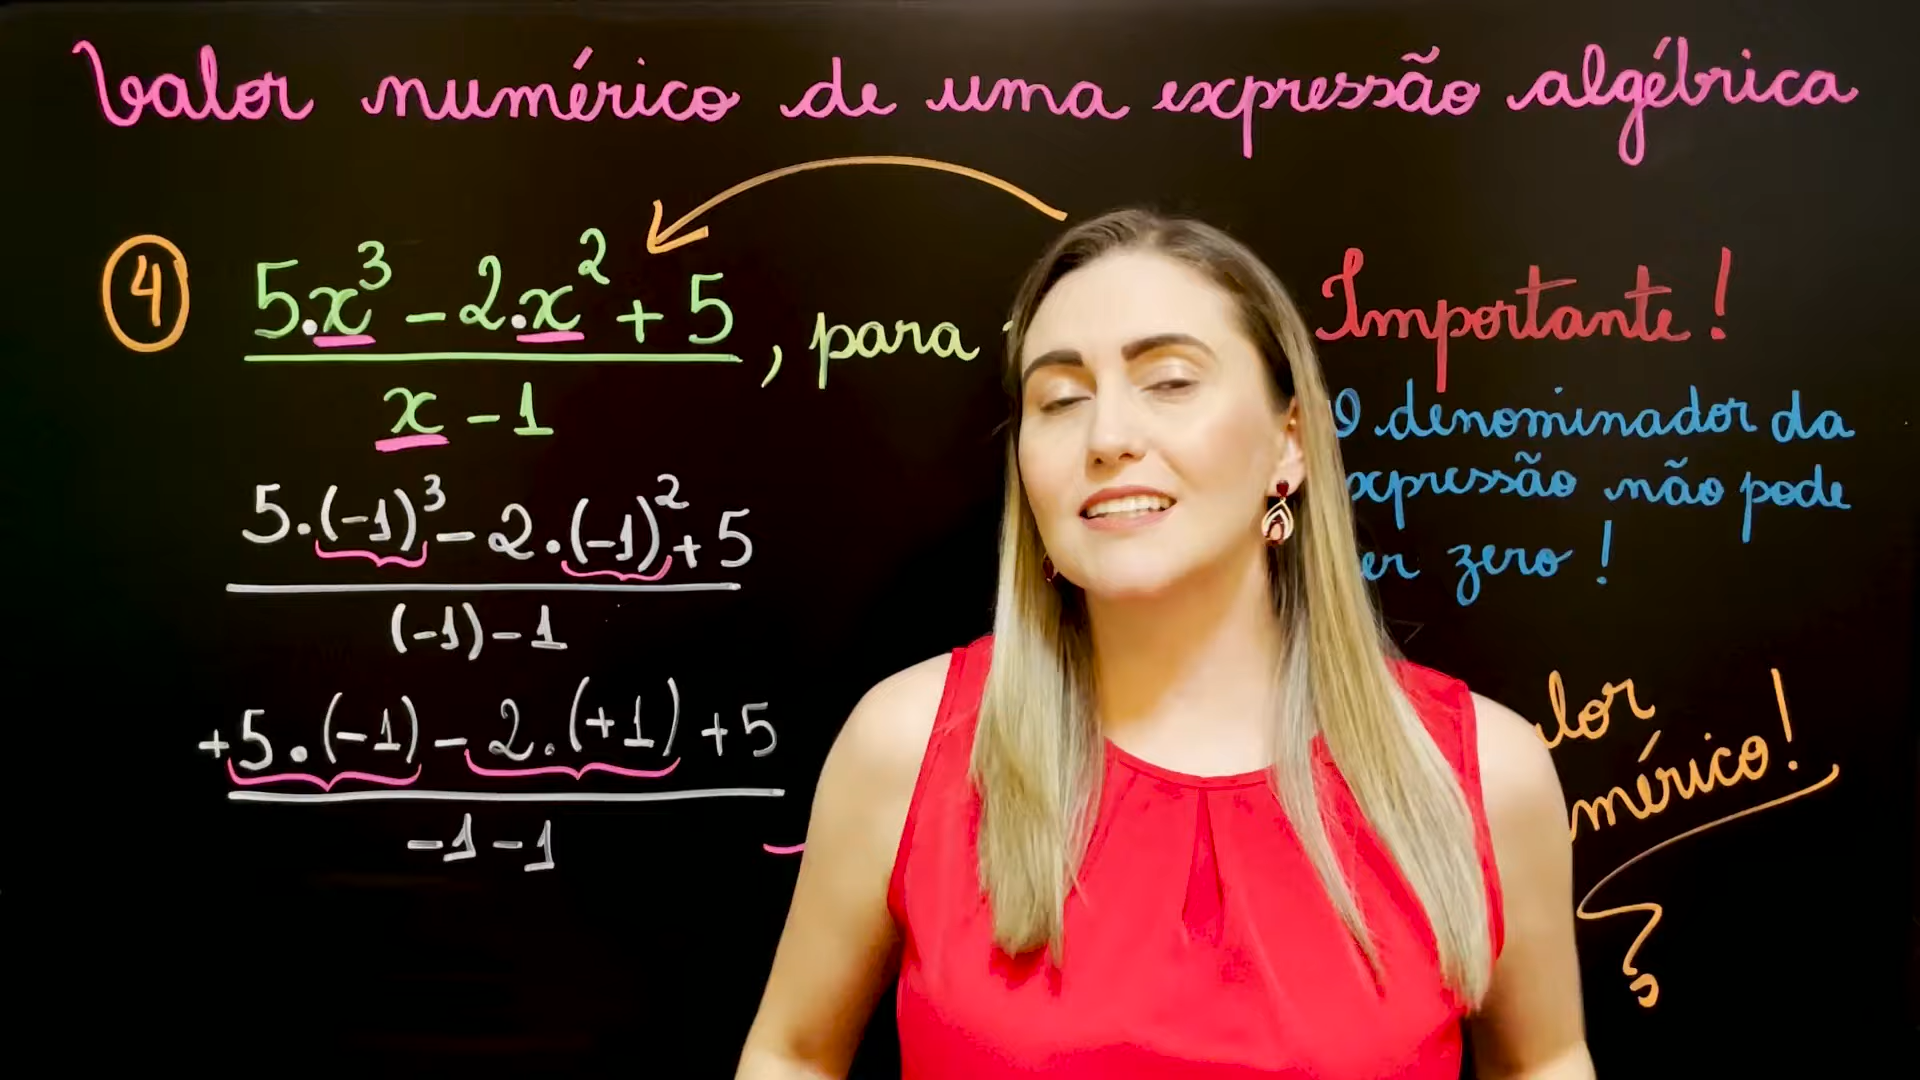 Valor numérico de uma expressão algébrica
4
5.x³ - 2.x² + 5
x - 1
, para
5.(-1)³ - 2.(-1)² + 5
(-1) - 1
+5.(-1) - 2.(+1) + 5
-1 - 1
Importante!
O denominador da
xpressão não pode
er zero!
alor
mérico!